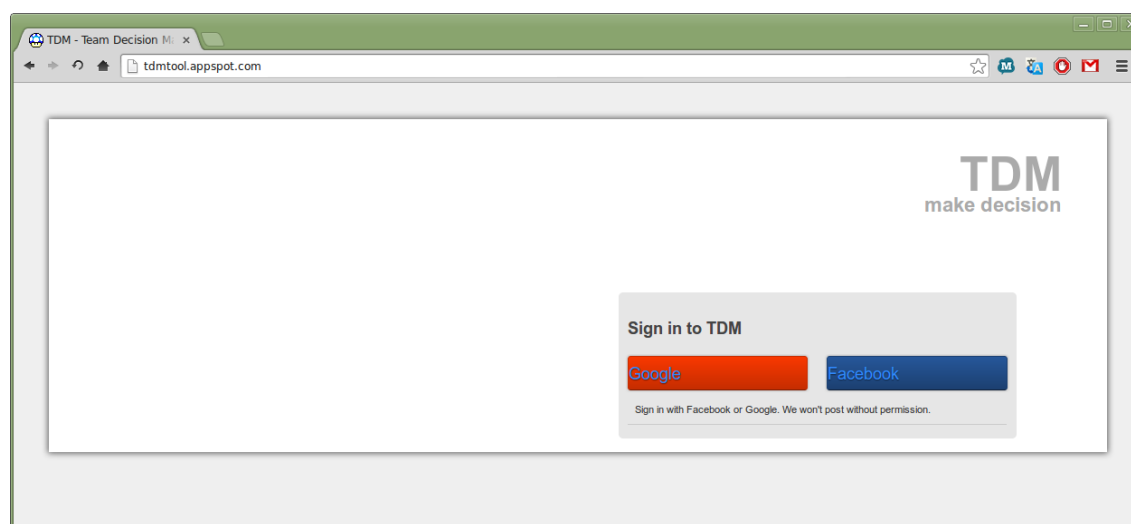 TDM - Team Decision M
tdmtool.appspot.com
TDM
make decision
Sign in to TDM
Google
Facebook
Sign in with Facebook or Google. We won't post without permission.